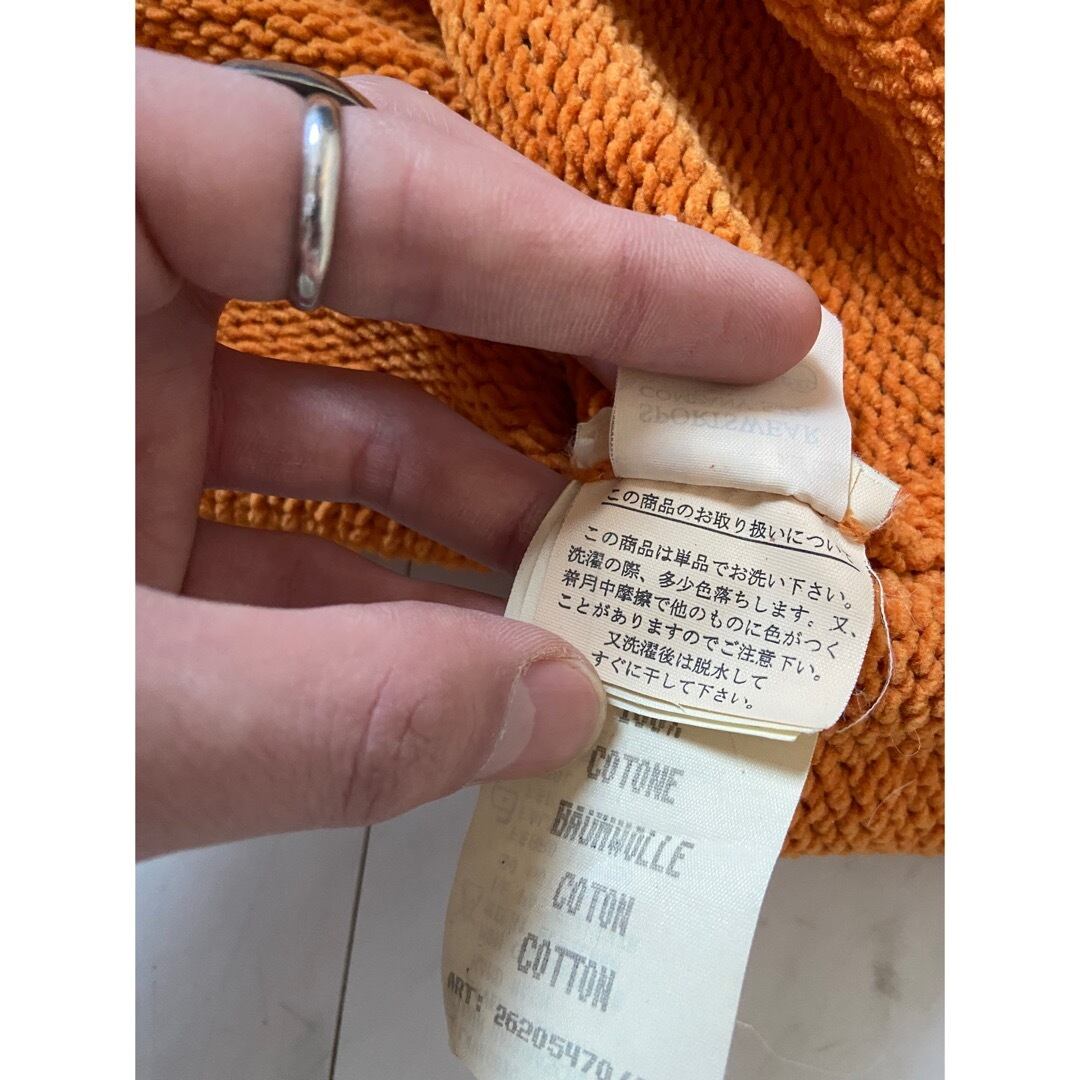 SPORTSWEAR
この商品のお取り扱いについ
この商品は単品でお洗い下さい。
洗濯の際、多少色落ちします。又、
着用中摩擦で他のものに色がつく
ことがありますのでご注意下い。
又洗濯後は脱水して
すぐに干して下さい。
100%
COTONE
BAUMWOLLE
COTON
COTTON
ART: 26205470/